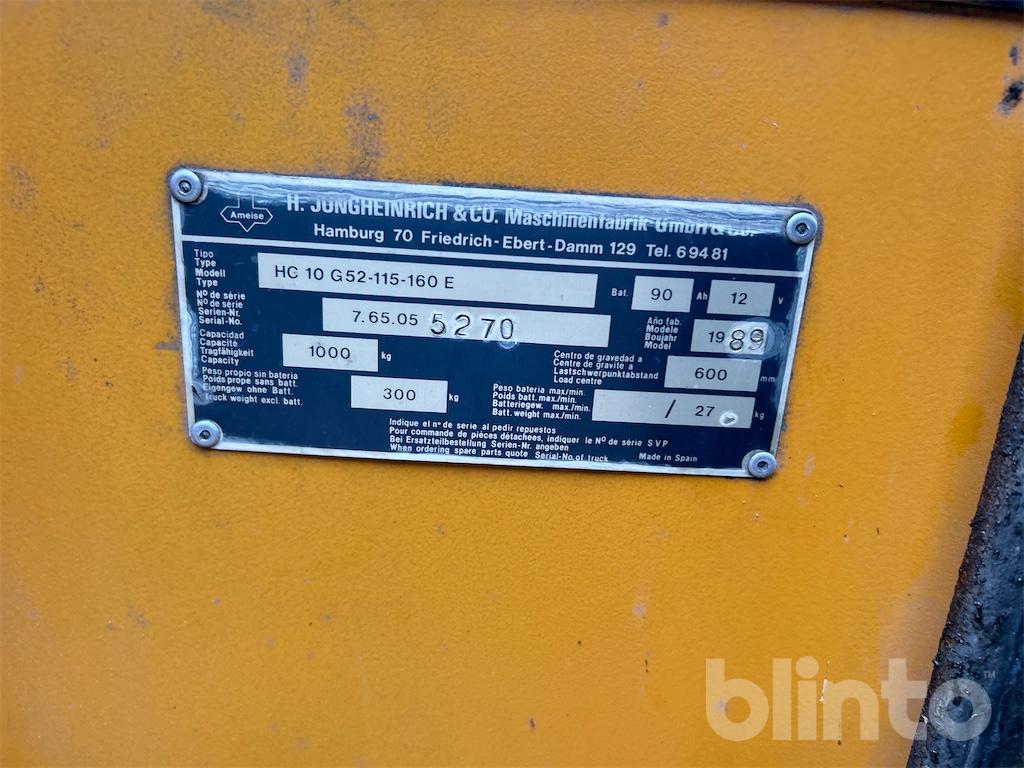 Ameise
H. JUNGHEINRICH & CO. Maschinenfabrik GmbH & Co.
Hamburg 70 Friedrich-Ebert-Damm 129 Tel. 69481
Tipo
Type
Modell
Type
HC 10 G52-115-160 E
Bat. 90 Ah 12 V
Nº de série
Nº de série
Serien-Nr.
Serial-No.
7.65.05 5270
Año fab.
Modèle
Boujahr
Model
1989
Capacidad
Capacité
Tragfähigkeit
Capacity
1000 kg
Centro de gravedad a
Centre de gravité a
Lastschwerpunktabstand
Load centre
600 mm
Peso propio sin bateria
Poids propre sans batt.
Eigengew ohne Batt.
Truck weight excl. batt.
300 kg
Peso bateria max/min.
Poids batt. max./min.
Batteriegew. max./min.
Batt. weight max./min.
/ 27 kg
Indique el nº de serie al pedir repuestos
Pour commande de pièces détachées, indiquer le Nº de série SVP
Bei Ersatzteilbestellung Serien-Nr. angeben
When ordering spare parts quote Serial-No. of truck
Made in Spain
blinto™